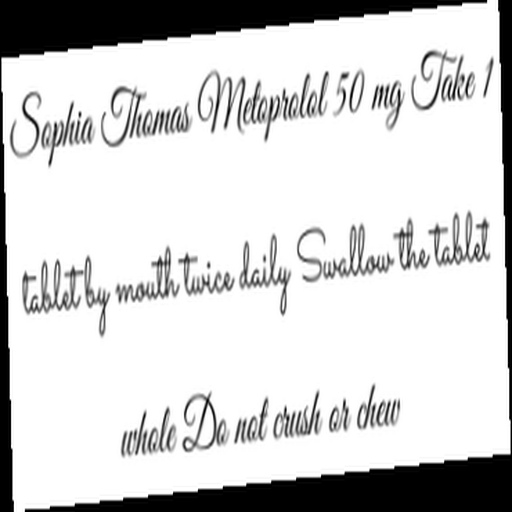 Sophia Thomas Metoprolol 50 mg Take 1
tablet by mouth twice daily Swallow the tablet
whole Do not crush or chew